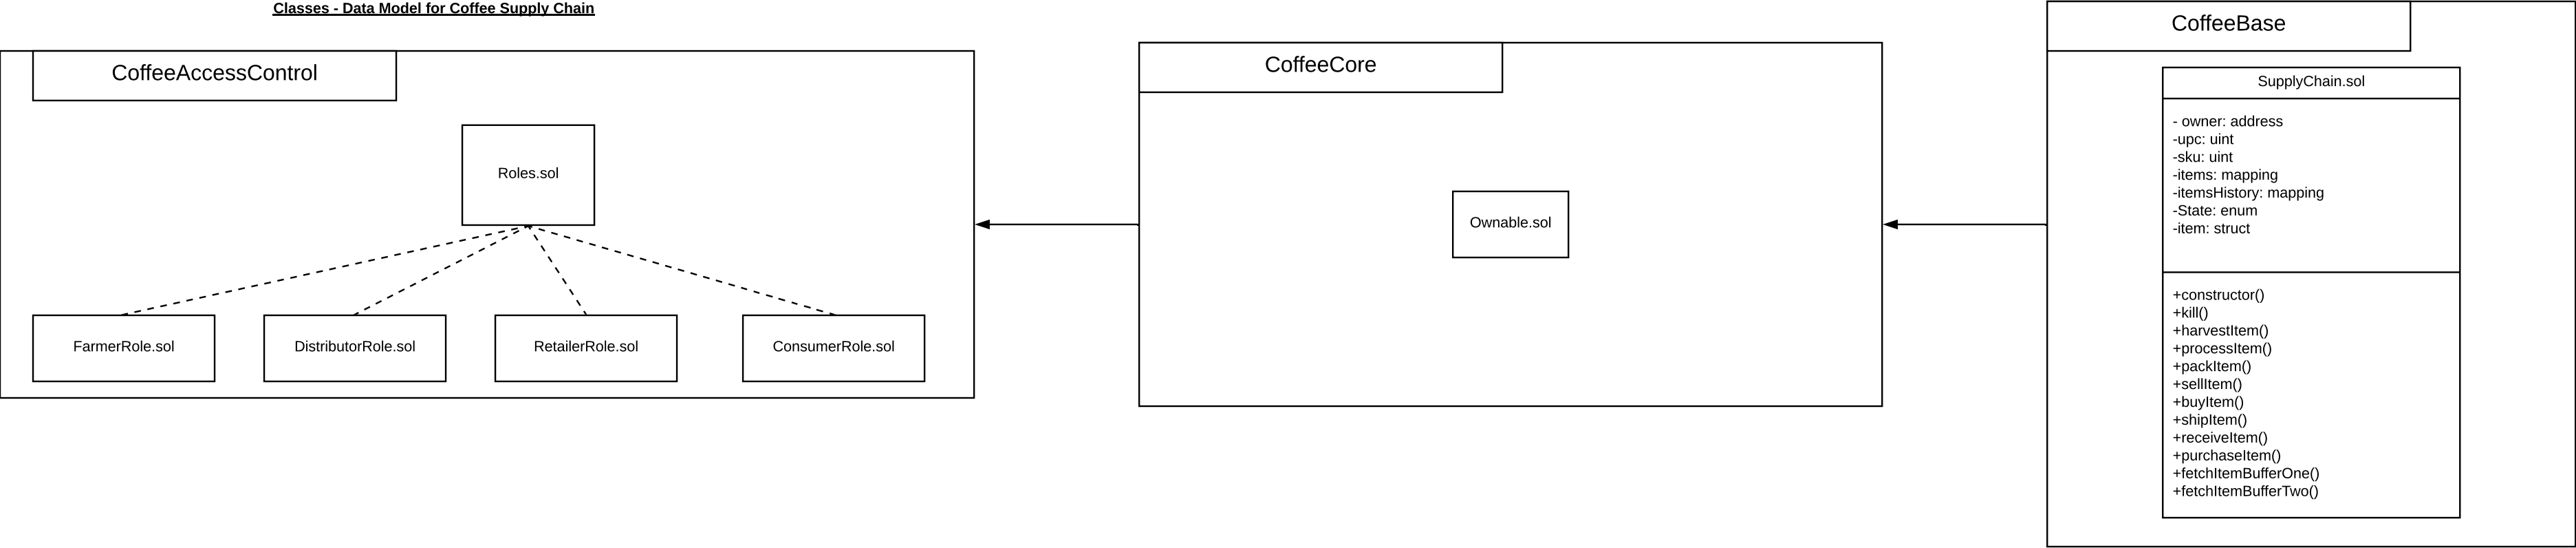 Classes - Data Model for Coffee Supply Chain
CoffeeAccessControl
Roles.sol
FarmerRole.sol
DistributorRole.sol
RetailerRole.sol
ConsumerRole.sol
CoffeeCore
Ownable.sol
CoffeeBase
SupplyChain.sol
- owner: address
-upc: uint
-sku: uint
-items: mapping
-itemsHistory: mapping
-State: enum
-item: struct
+constructor()
+kill()
+harvestItem()
+processItem()
+packItem()
+sellItem()
+buyItem()
+shipItem()
+receiveItem()
+purchaseItem()
+fetchItemBufferOne()
+fetchItemBufferTwo()